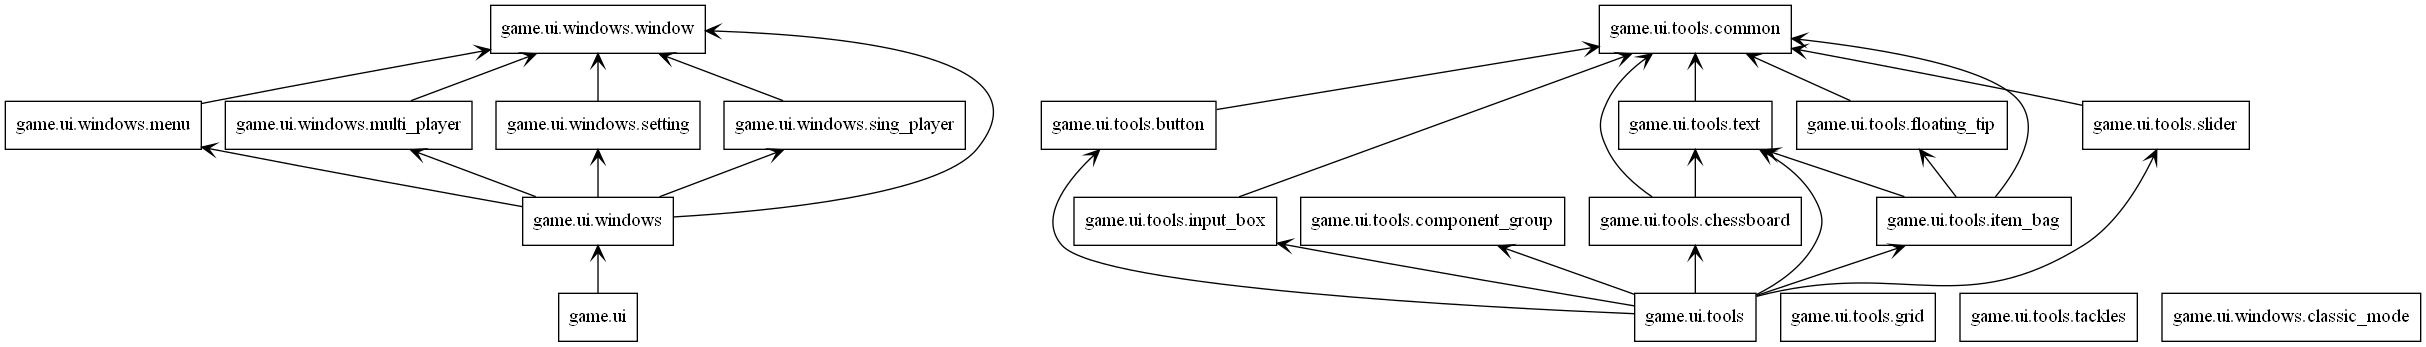 game.ui.windows.window
game.ui.tools.common
game.ui.windows.menu
game.ui.windows.multi_player
game.ui.windows.setting
game.ui.windows.sing_player
game.ui.tools.button
game.ui.tools.text
game.ui.tools.floating_tip
game.ui.tools.slider
game.ui.windows
game.ui.tools.input_box
game.ui.tools.component_group
game.ui.tools.chessboard
game.ui.tools.item_bag
game.ui
game.ui.tools
game.ui.tools.grid
game.ui.tools.tackles
game.ui.windows.classic_mode